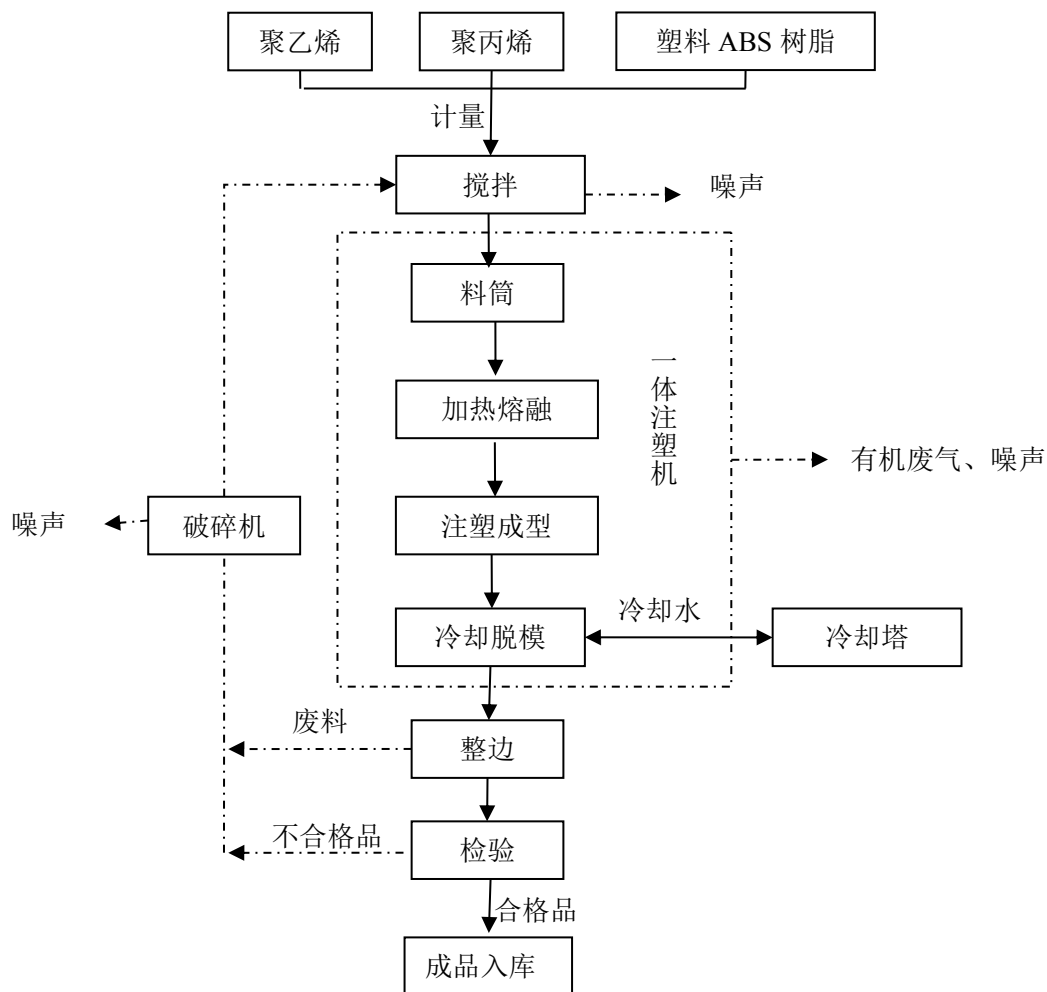 聚乙烯
聚丙烯
塑料 ABS 树脂
计量
搅拌
噪声
料筒
一体注塑机
加热熔融
有机废气、噪声
噪声
破碎机
注塑成型
冷却水
冷却脱模
冷却塔
废料
整边
不合格品
检验
合格品
成品入库